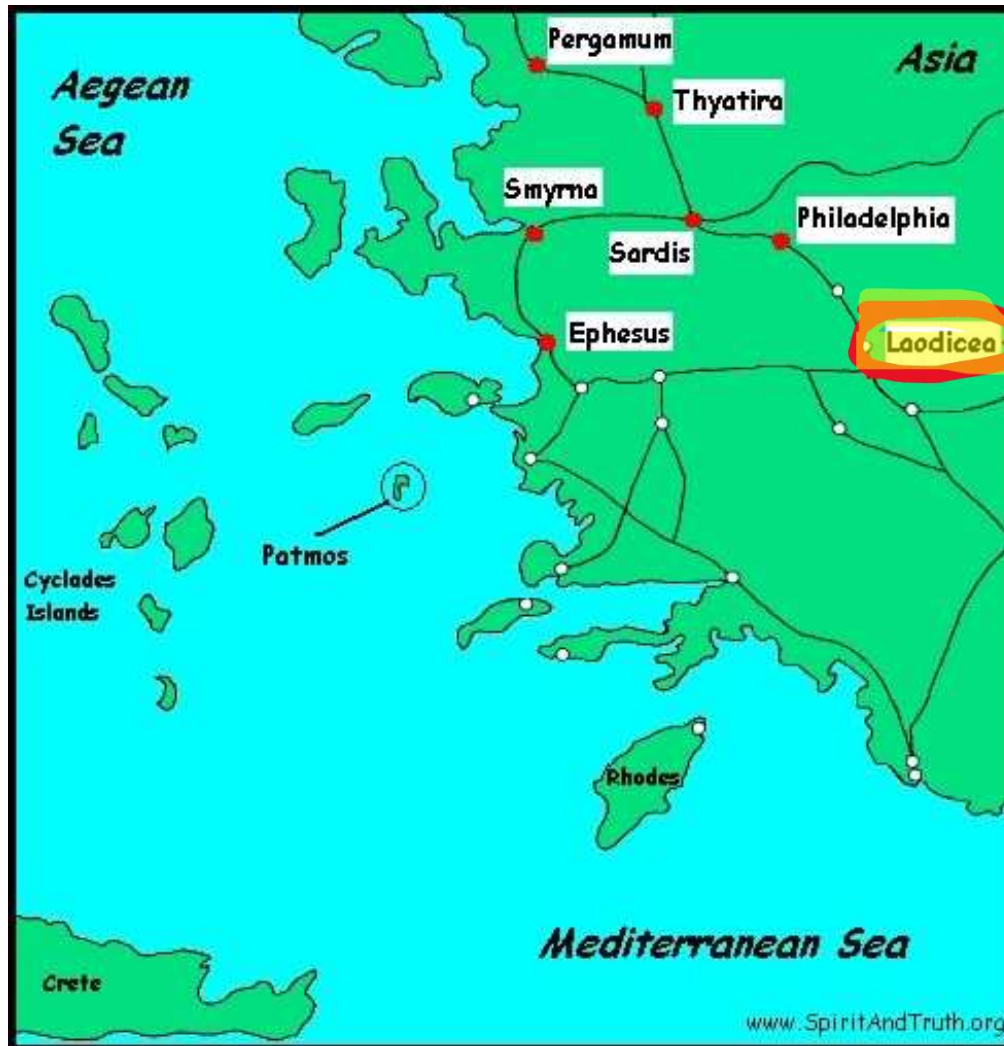 Pergamum
Asia
Aegean
Sea
Thyatira
Smyrna
Philadelphia
Sardis
Ephesus
Laodicea
Patmos
Cyclades
Islands
Rhodes
Mediterranean Sea
Crete
www.SpiritAndTruth.org